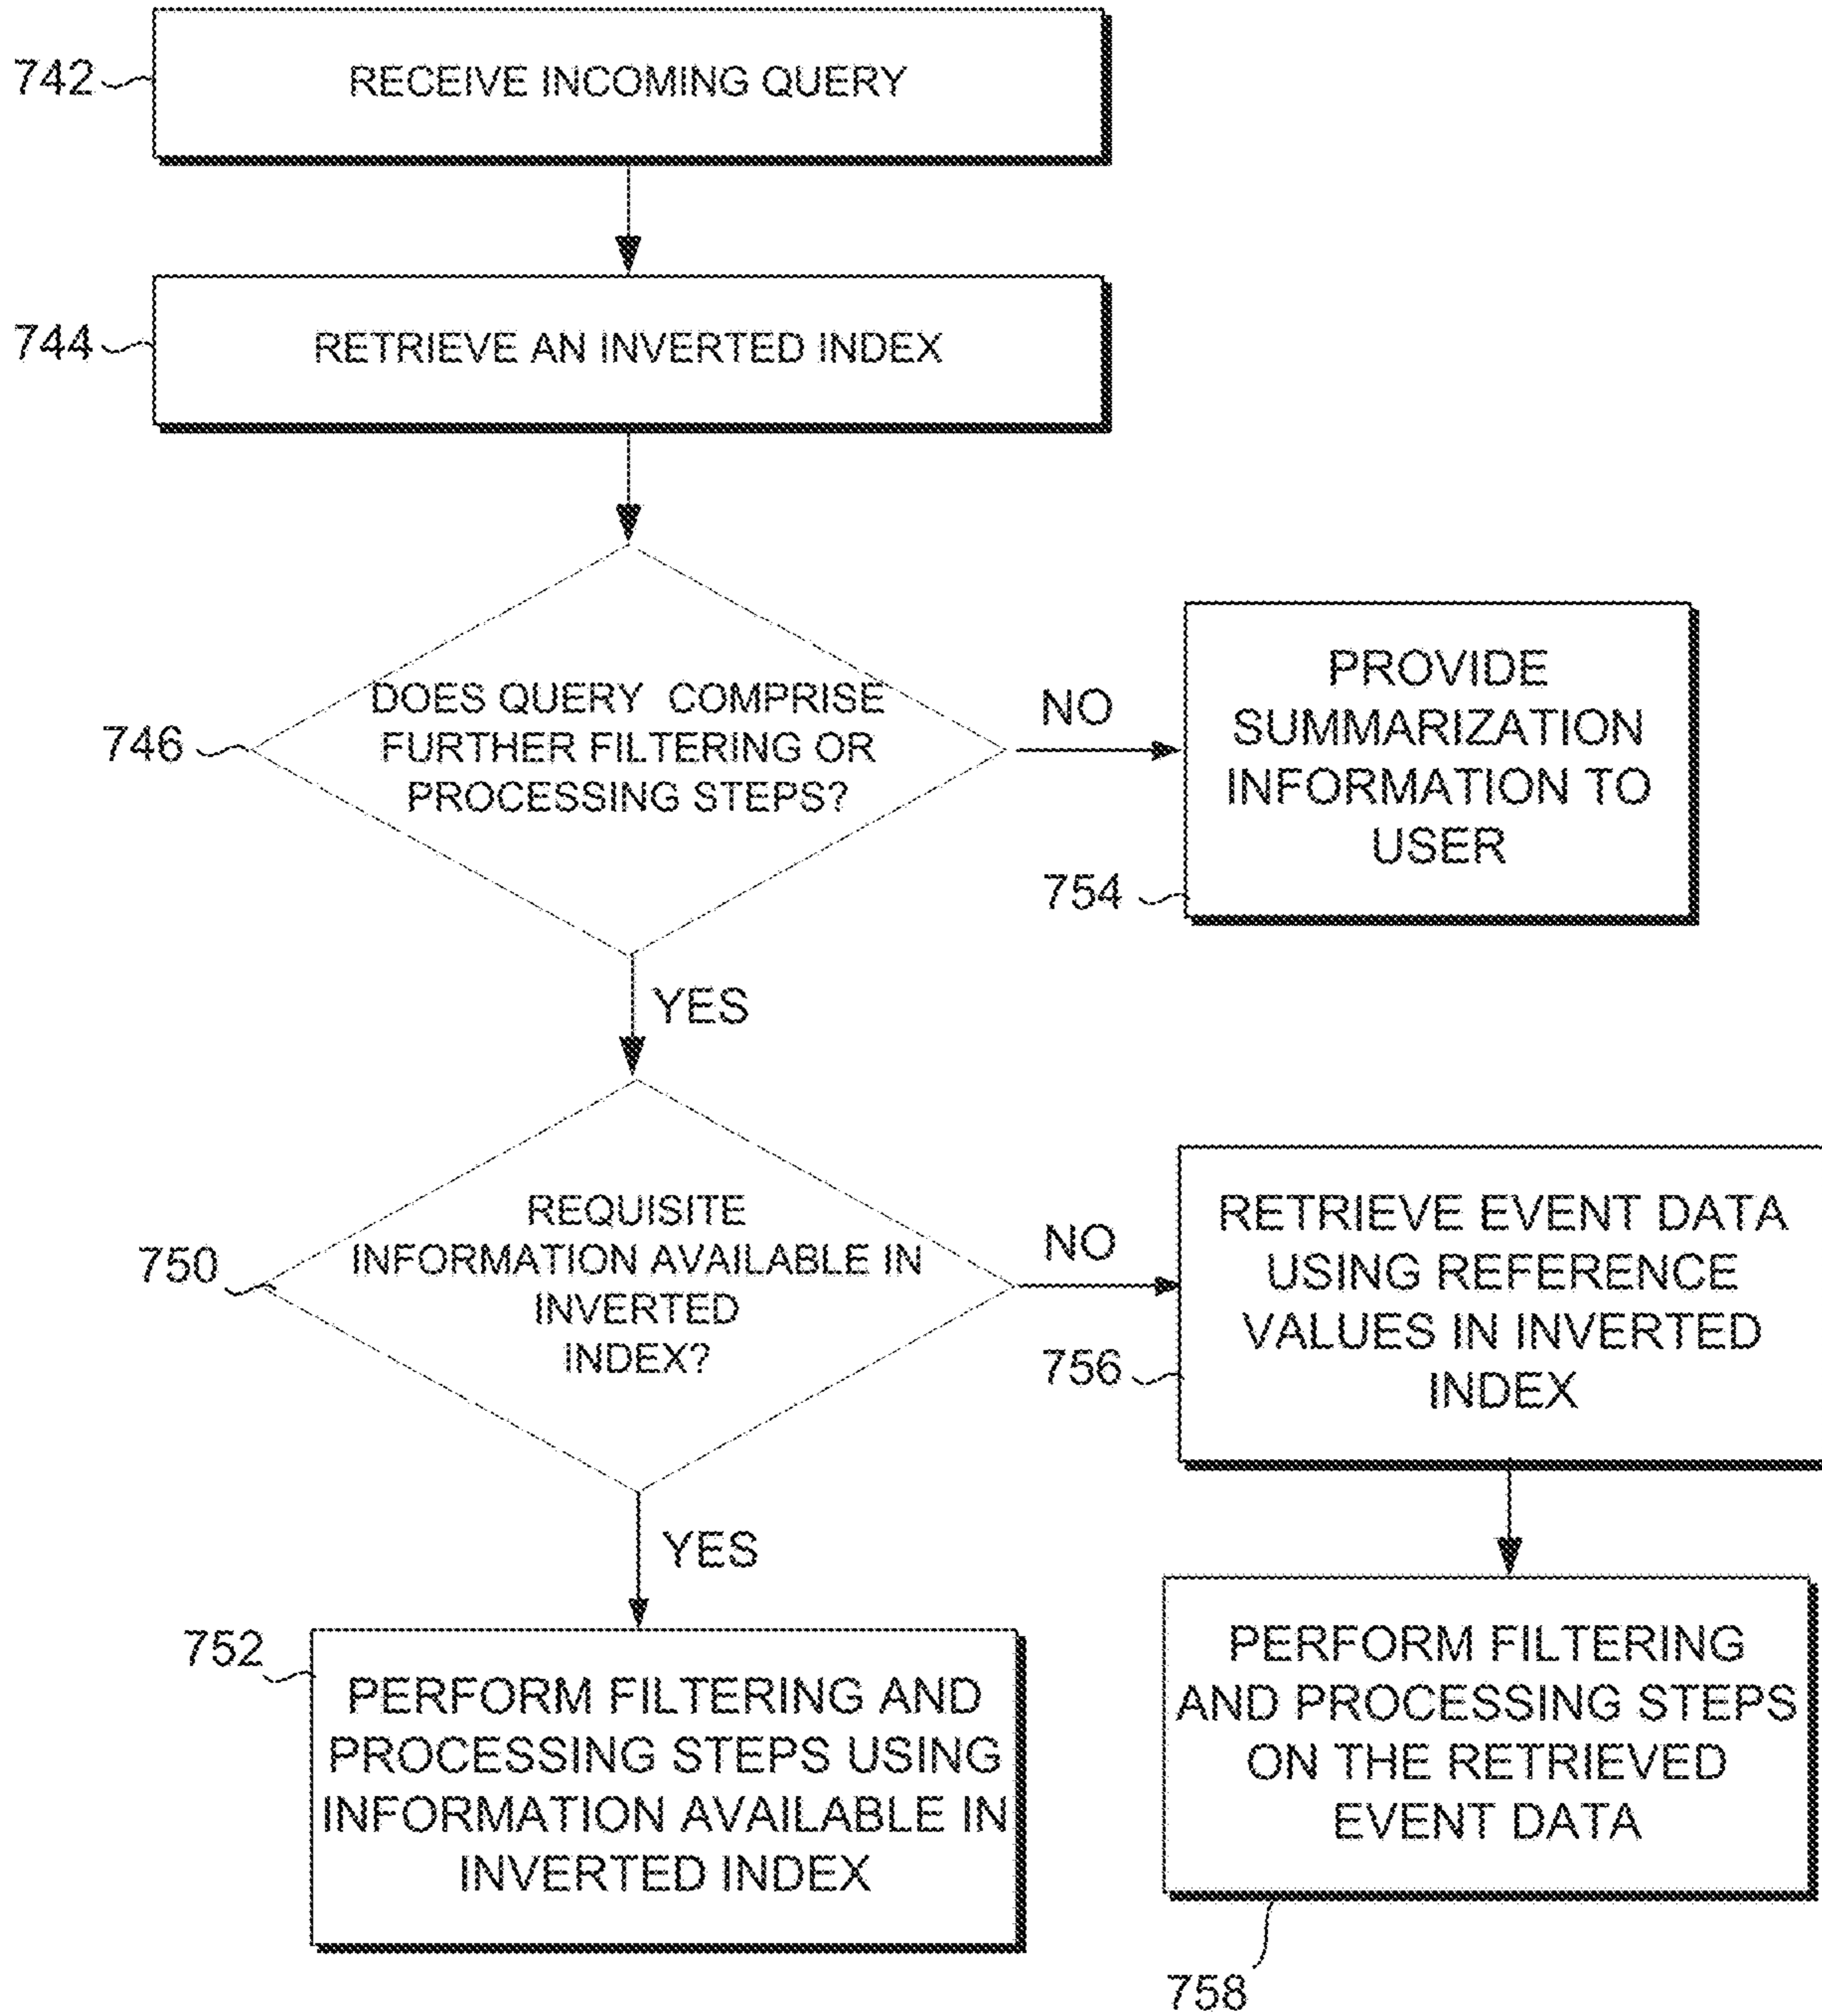 742
RECEIVE INCOMING QUERY
744
RETRIEVE AN INVERTED INDEX
746
DOES QUERY COMPRISE
FURTHER FILTERING OR
PROCESSING STEPS?
NO
PROVIDE
SUMMARIZATION
INFORMATION TO
USER
754
YES
750
REQUISITE
INFORMATION AVAILABLE IN
INVERTED
INDEX?
NO
RETRIEVE EVENT DATA
USING REFERENCE
VALUES IN INVERTED
INDEX
756
YES
752
PERFORM FILTERING AND
PROCESSING STEPS USING
INFORMATION AVAILABLE IN
INVERTED INDEX
PERFORM FILTERING
AND PROCESSING STEPS
ON THE RETRIEVED
EVENT DATA
758